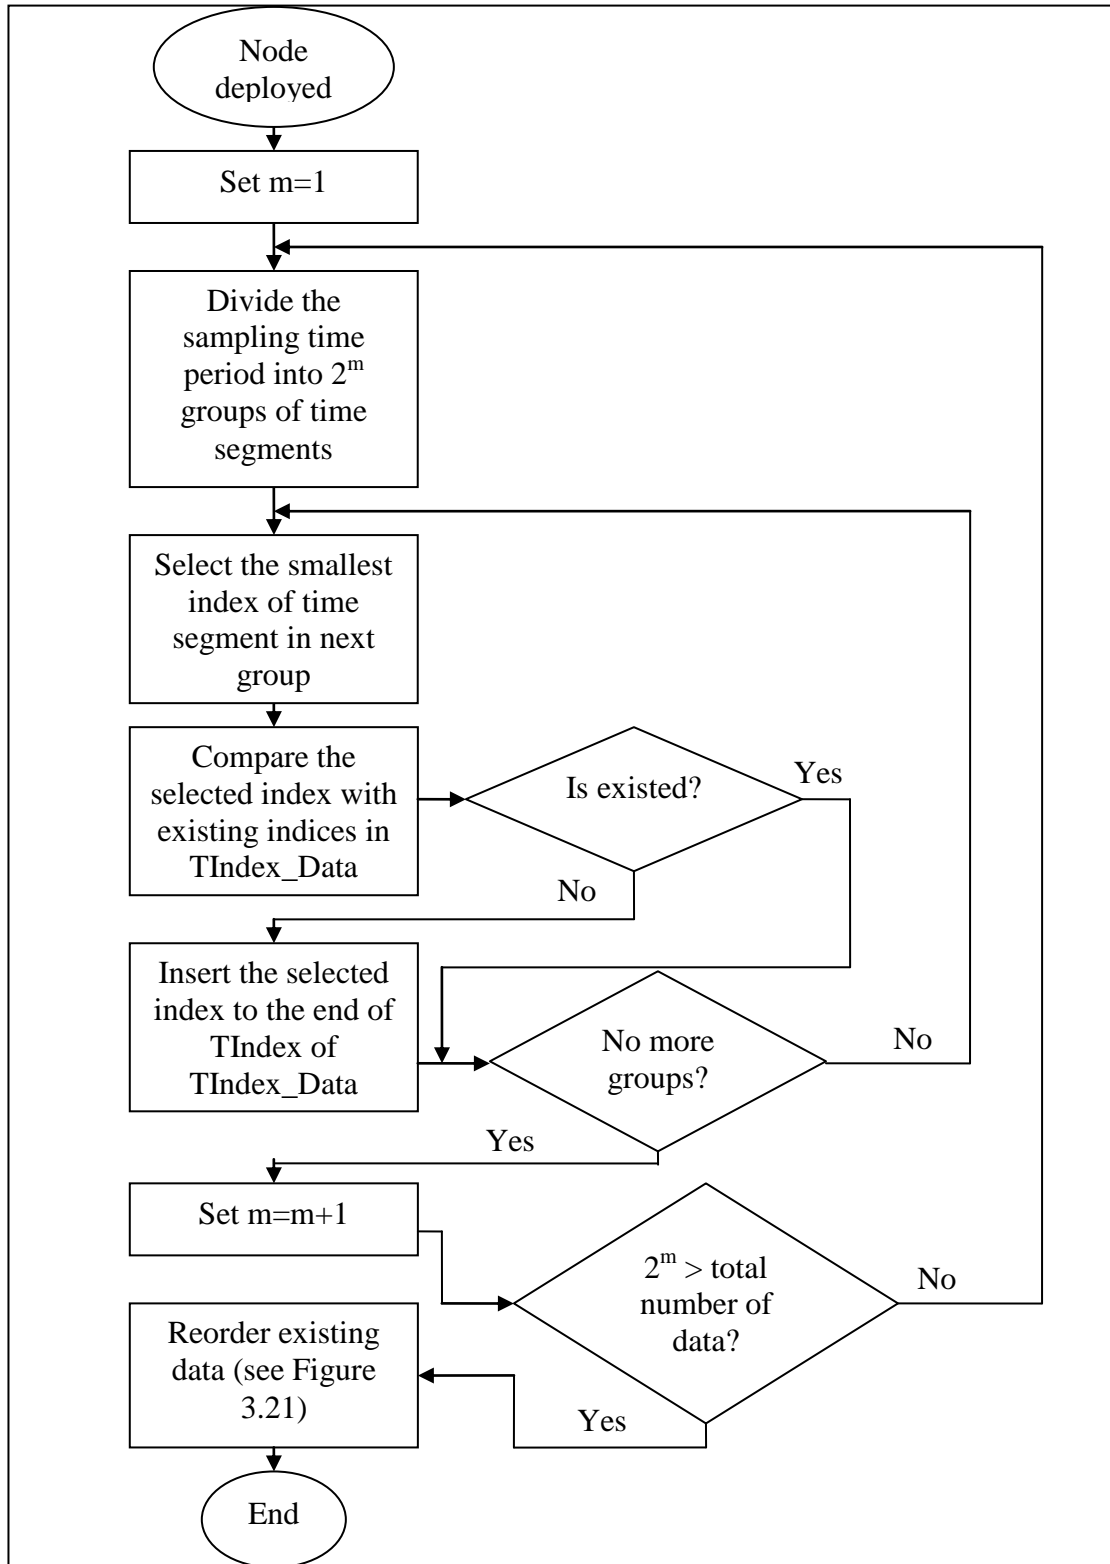 Node
deployed
Set m=1
Divide the
sampling time
period into 2^m
groups of time
segments
Select the smallest
index of time
segment in next
group
Compare the
selected index with
existing indices in
TIndex_Data
Is existed?
Yes
No
Insert the selected
index to the end of
TIndex of
TIndex_Data
No more
groups?
No
Yes
Set m=m+1
2^m > total
number of
data?
No
Yes
Reorder existing
data (see Figure
3.21)
End